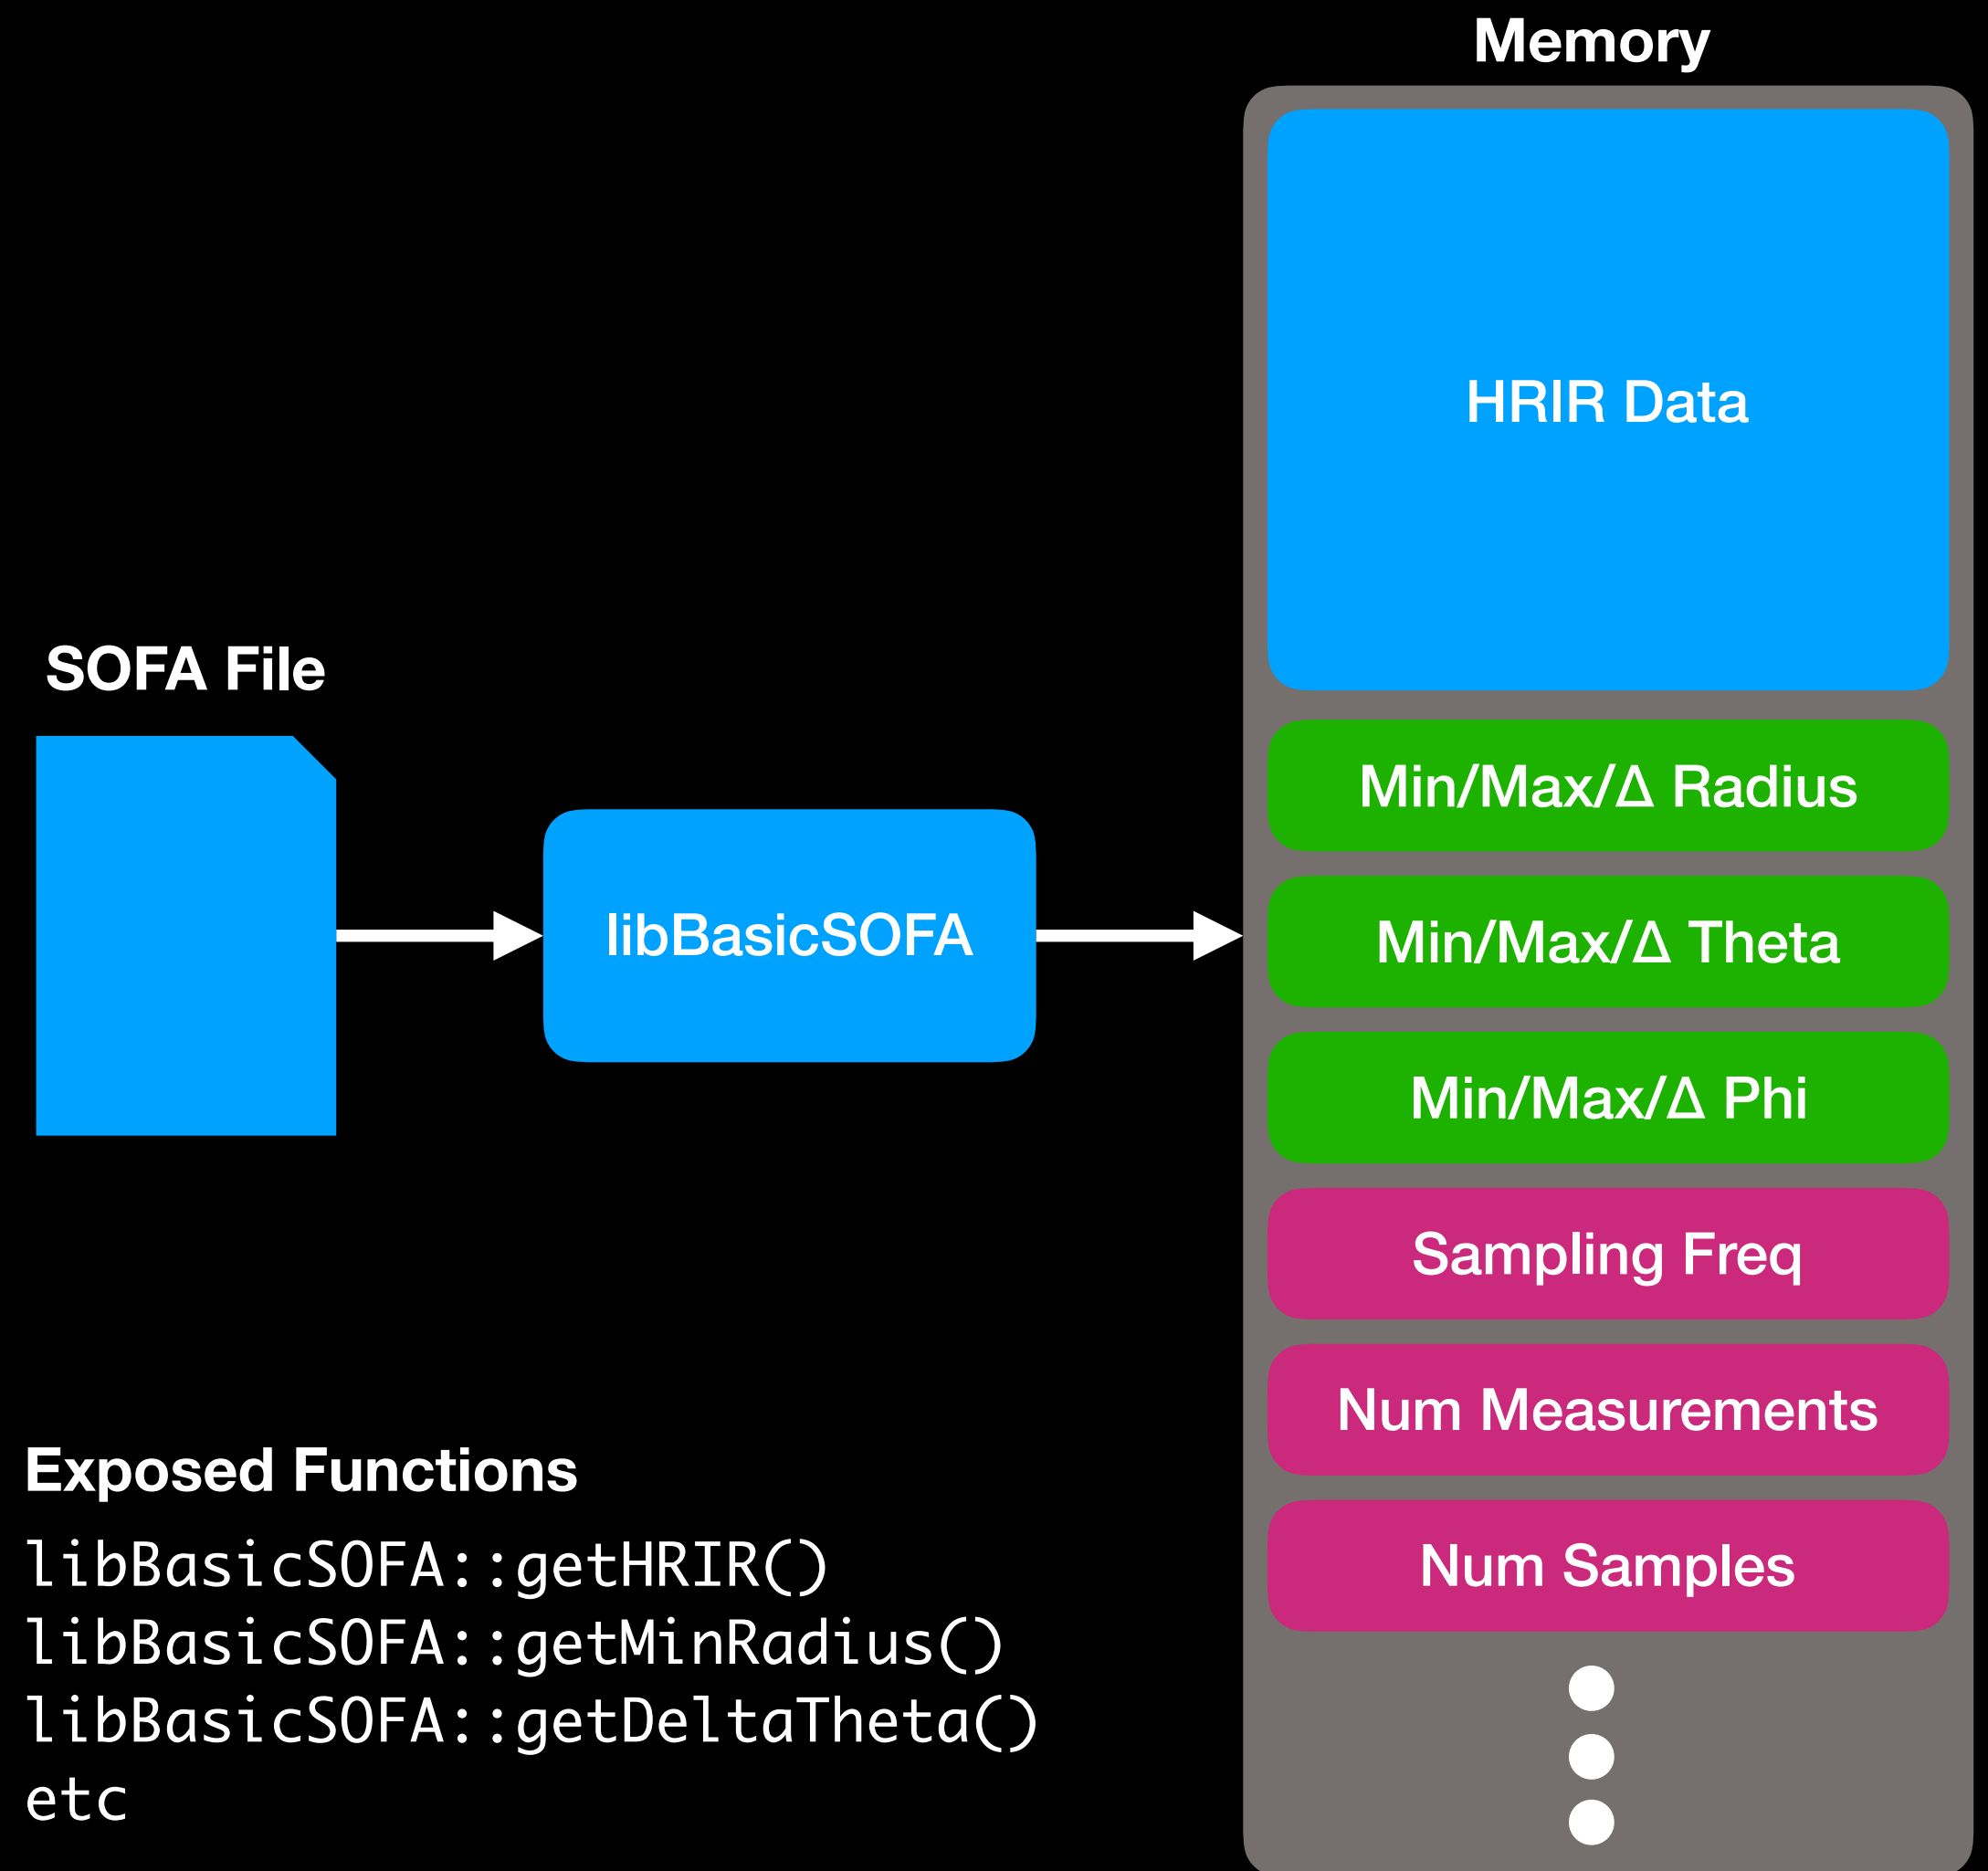 SOFA File
libBasicSOFA
Memory
HRIR Data
Min/Max/Δ Radius
Min/Max/Δ Theta
Min/Max/Δ Phi
Sampling Freq
Num Measurements
Num Samples
Exposed Functions
libBasicSOFA::getHRIR()
libBasicSOFA::getMinRadius()
libBasicSOFA::getDeltaTheta()
etc